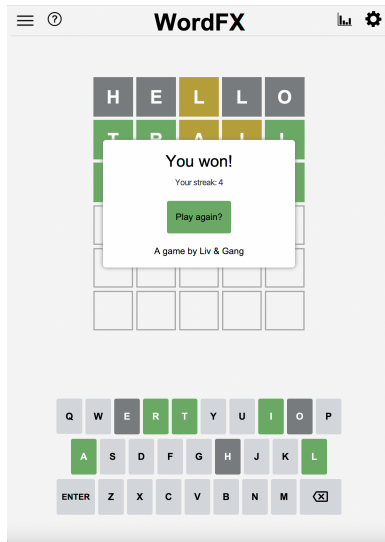 WordFX
H E L L O
You won!
Your streak: 4
Play again?
A game by Liv & Gang
Q W E R T Y U I O P
A S D F G H J K L
ENTER Z X C V B N M